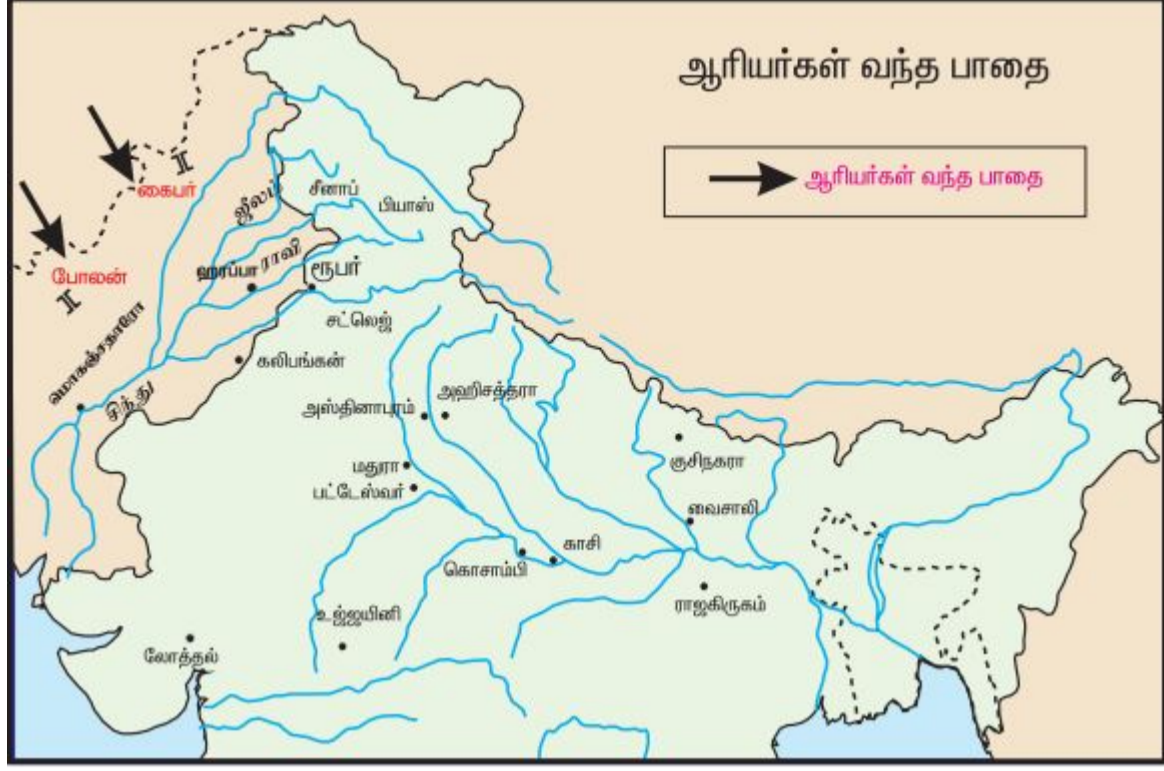 ஆரியர்கள் வந்த பாதை
ஆரியர்கள் வந்த பாதை
கைபர்
போலன்
ஜீலம்
சீனாப்
பியாஸ்
ஹரப்பா
ராவி
ரூபர்
சட்லெஜ்
மொகஞ்சதாரோ
சிந்து
கலிபங்கன்
அஸ்தினாபுரம்
அஹிசத்தரா
மதுரா
பட்டேஸ்வர்
குசிநகரா
வைசாலி
கொசாம்பி
காசி
ராஜகிருகம்
உஜ்ஜயினி
லோத்தல்